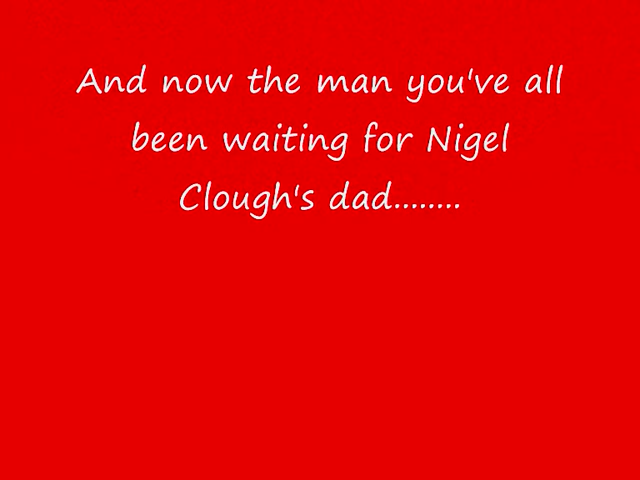 And now the man you've all
been waiting for Nigel
Clough's dad........